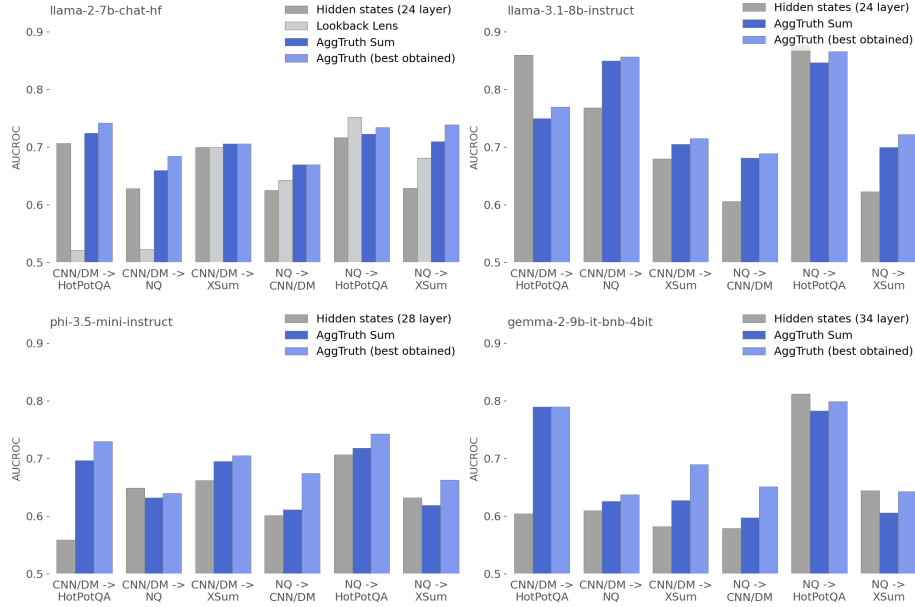 llama-2-7b-chat-hf
Hidden states (24 layer)
Lookback Lens
AggTruth Sum
AggTruth (best obtained)
0.9
0.8
0.7
0.6
0.5
AUCROC
CNN/DM -> HotPotQA
CNN/DM -> NQ
CNN/DM -> XSum
NQ -> CNN/DM
NQ -> HotPotQA
NQ -> XSum
llama-3.1-8b-instruct
Hidden states (24 layer)
AggTruth Sum
AggTruth (best obtained)
0.9
0.8
0.7
0.6
0.5
AUCROC
CNN/DM -> HotPotQA
CNN/DM -> NQ
CNN/DM -> XSum
NQ -> CNN/DM
NQ -> HotPotQA
NQ -> XSum
phi-3.5-mini-instruct
Hidden states (28 layer)
AggTruth Sum
AggTruth (best obtained)
0.9
0.8
0.7
0.6
0.5
AUCROC
CNN/DM -> HotPotQA
CNN/DM -> NQ
CNN/DM -> XSum
NQ -> CNN/DM
NQ -> HotPotQA
NQ -> XSum
gemma-2-9b-it-bnb-4bit
Hidden states (34 layer)
AggTruth Sum
AggTruth (best obtained)
0.9
0.8
0.7
0.6
0.5
AUCROC
CNN/DM -> HotPotQA
CNN/DM -> NQ
CNN/DM -> XSum
NQ -> CNN/DM
NQ -> HotPotQA
NQ -> XSum